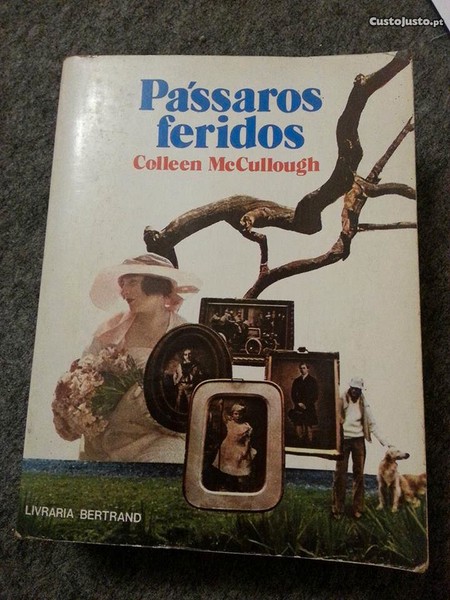 CustoJusto.pt
Pássaros
feridos
Colleen McCullough
LIVRARIA BERTRAND